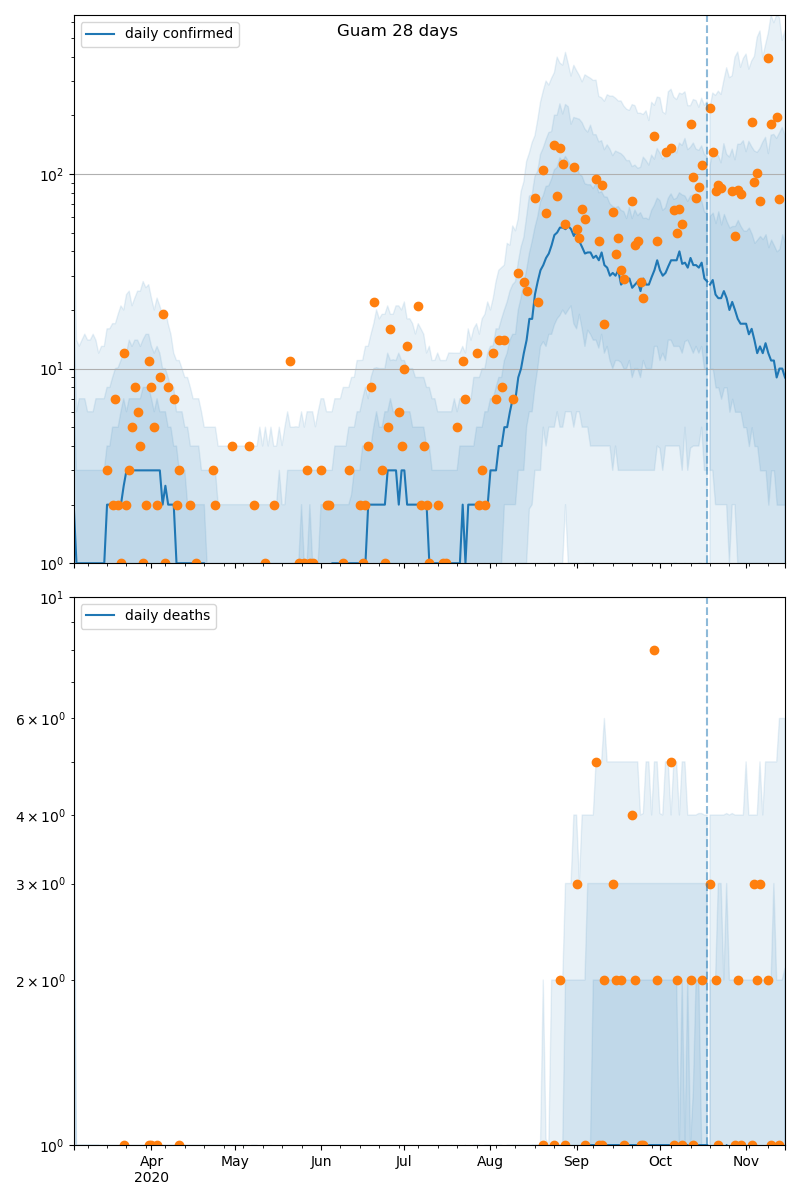 Guam 28 days
daily confirmed
10²
10¹
10⁰
daily deaths
10¹
6 × 10⁰
4 × 10⁰
3 × 10⁰
2 × 10⁰
10⁰
Apr May Jun Jul Aug Sep Oct Nov
2020